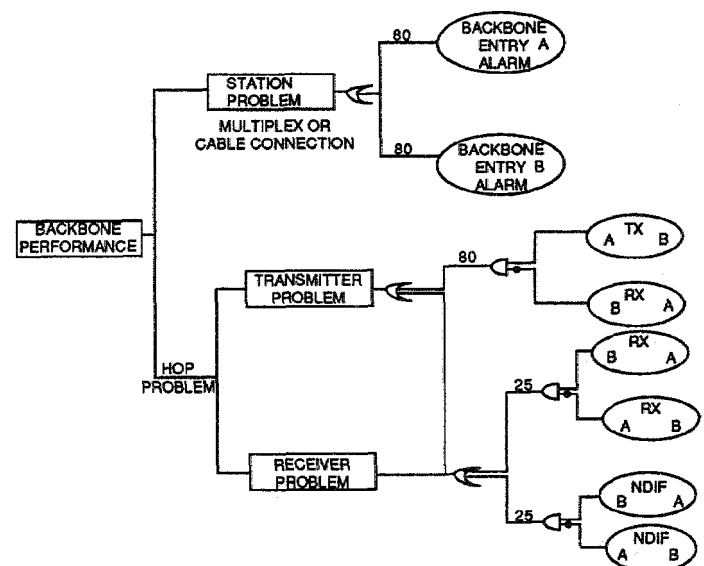 80
BACKBONE
ENTRY A
ALARM
STATION
PROBLEM
MULTIPLEX OR
CABLE CONNECTION
80
BACKBONE
ENTRY B
ALARM
BACKBONE
PERFORMANCE
TX
A B
80
TRANSMITTER
PROBLEM
RX
B A
RX
B A
HOP
PROBLEM
25
RX
A B
RECEIVER
PROBLEM
NDIF
B A
25
NDIF
A B